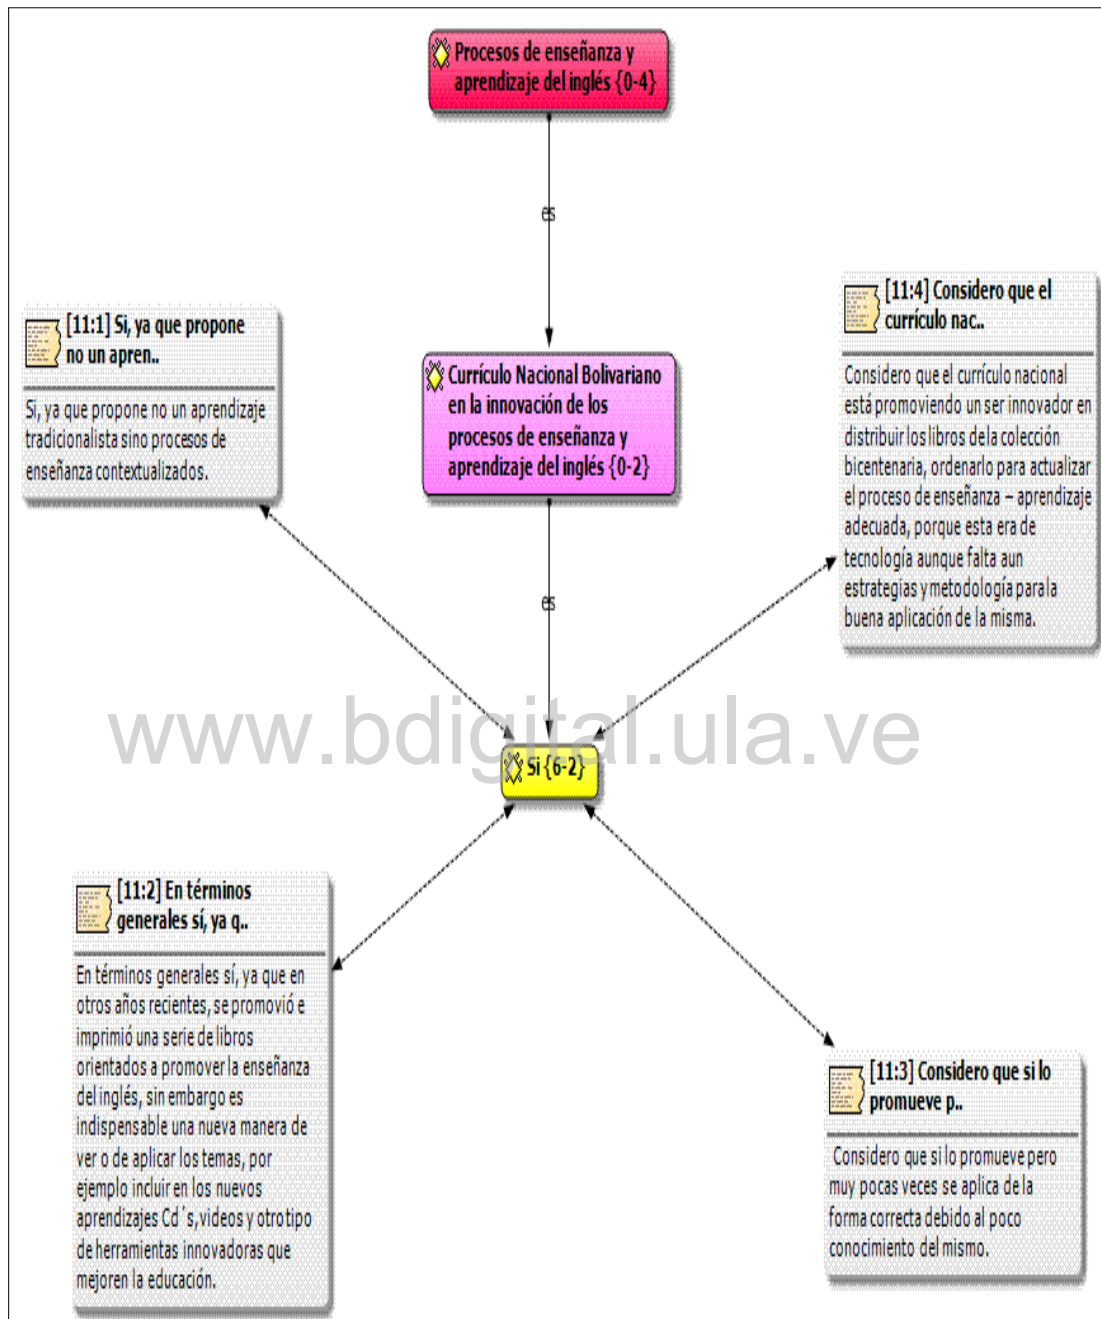 Procesos de enseñanza y
aprendizaje del inglés {0-4}
es
[11:1] Si, ya que propone
no un apren..
Si, ya que propone no un aprendizaje
tradicionalista sino procesos de
enseñanza contextualizados.
Currículo Nacional Bolivariano
en la innovación de los
procesos de enseñanza y
aprendizaje del inglés {0-2}
[11:4] Considero que el
currículo nac..
Considero que el currículo nacional
está promoviendo un ser innovador en
distribuir los libros de la colección
bicentenaria, ordenarlo para actualizar
el proceso de enseñanza – aprendizaje
adecuada, porque esta era de
tecnología aunque falta aun
estrategias y metodología para la
buena aplicación de la misma.
es
www.bdigital.ula.ve
Si {6-2}
[11:2] En términos
generales sí, ya q..
En términos generales sí, ya que en
otros años recientes, se promovió e
imprimió una serie de libros
orientados a promover la enseñanza
del inglés, sin embargo es
indispensable una nueva manera de
ver o de aplicar los temas, por
ejemplo incluir en los nuevos
aprendizajes Cd´s, videos y otro tipo
de herramientas innovadoras que
mejoren la educación.
[11:3] Considero que si lo
promueve p..
Considero que si lo promueve pero
muy pocas veces se aplica de la
forma correcta debido al poco
conocimiento del mismo.